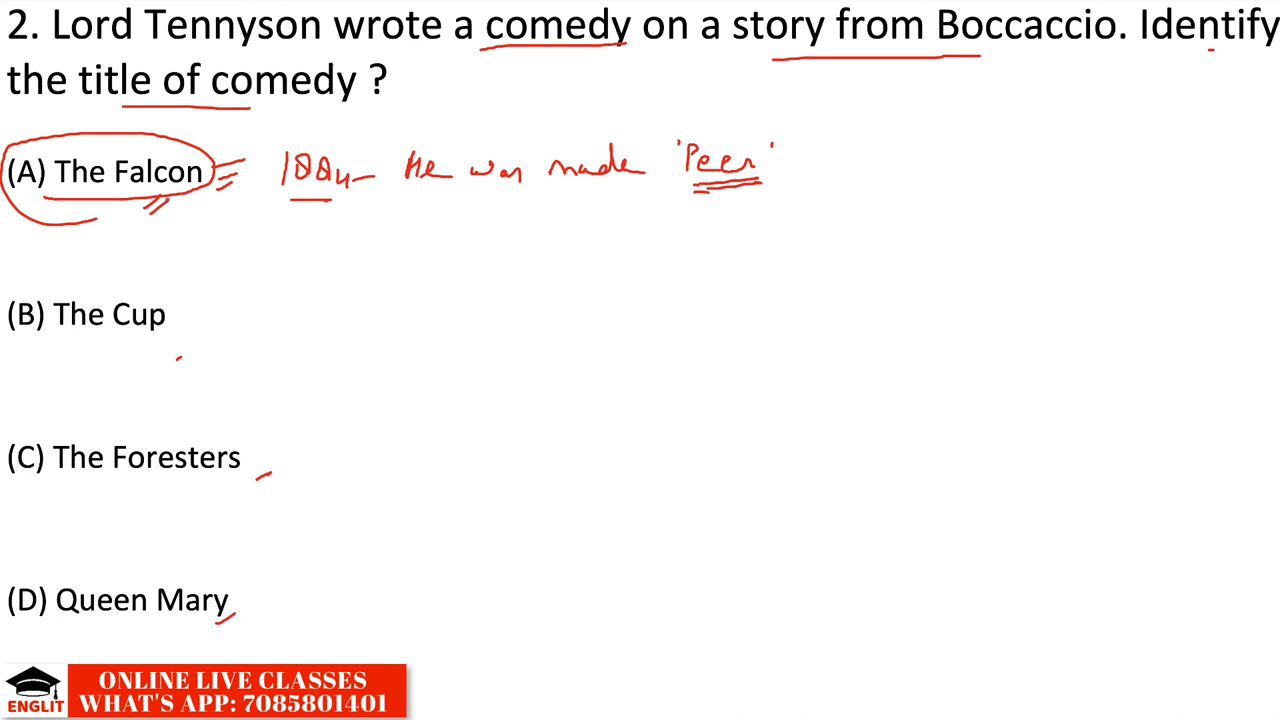 2. Lord Tennyson wrote a comedy on a story from Boccaccio. Identify
the title of comedy ?
(A) The Falcon 1884- He was made 'Peer'
(B) The Cup
(C) The Foresters
(D) Queen Mary
ONLINE LIVE CLASSES
ENGLIT WHAT'S APP: 7085801401